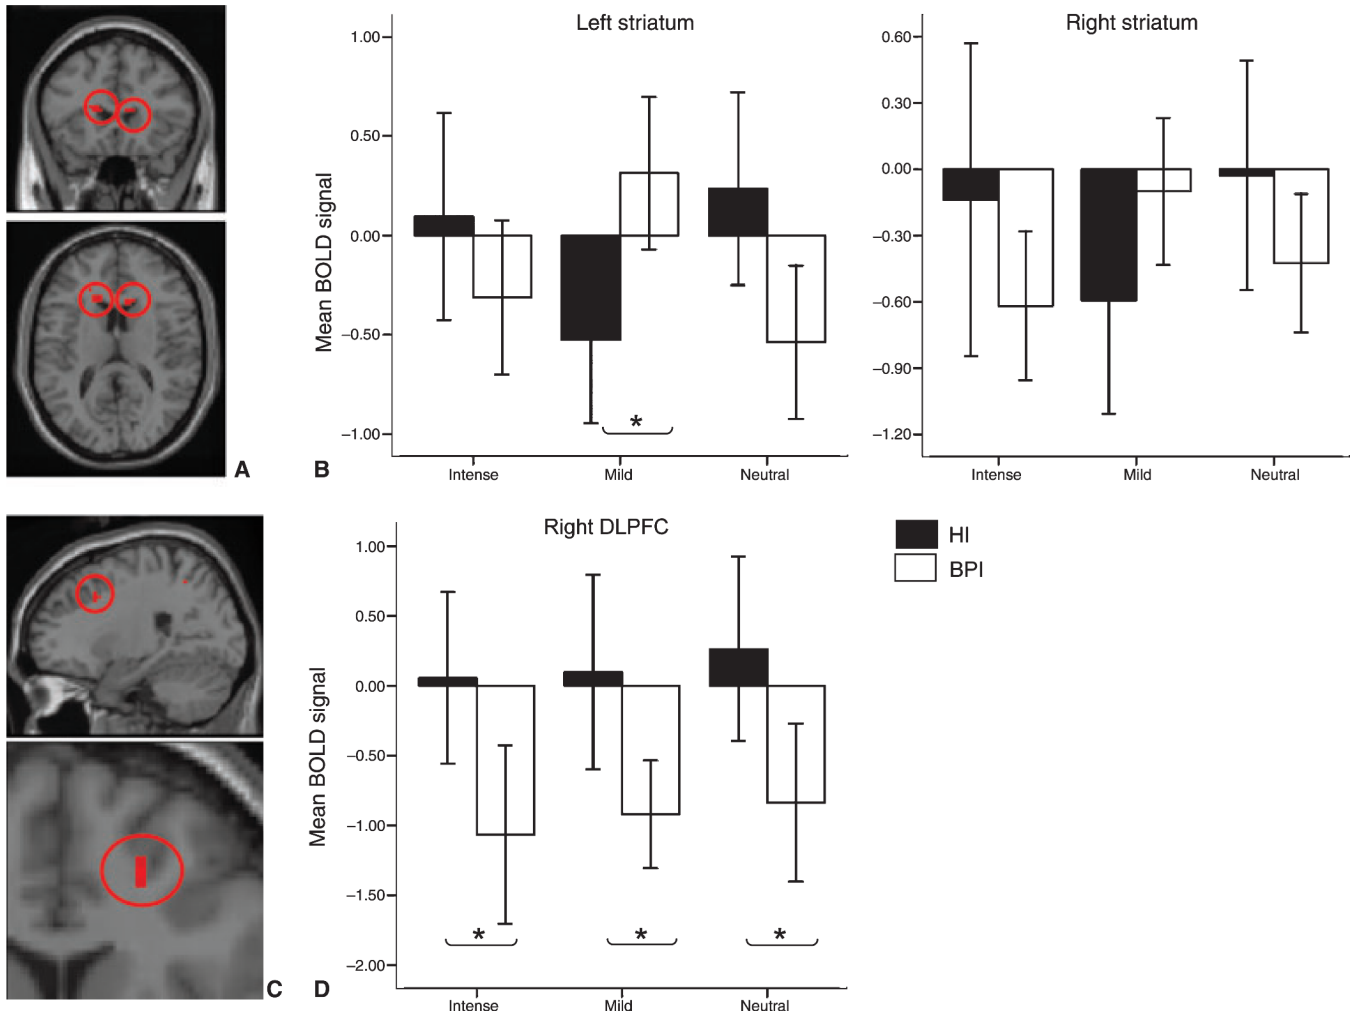 A
Left striatum
Mean BOLD signal
1.00
0.50
0.00
−0.50
−1.00
*
Intense
Mild
Neutral
B
Right striatum
0.60
0.30
0.00
−0.30
−0.60
−0.90
−1.20
Intense
Mild
Neutral
C
Right DLPFC
Mean BOLD signal
1.00
0.50
0.00
−0.50
−1.00
−1.50
−2.00
* * *
Intense
Mild
Neutral
D
HI
BPI